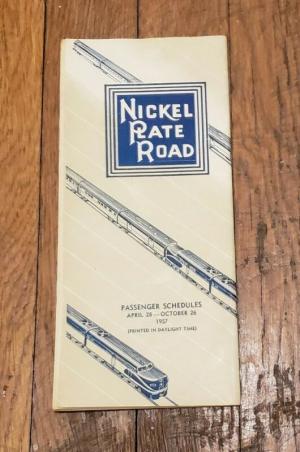 NICKEL
PLATE
ROAD
PASSENGER SCHEDULES
APRIL 28 — OCTOBER 26
1957
(PRINTED IN DAYLIGHT TIME)